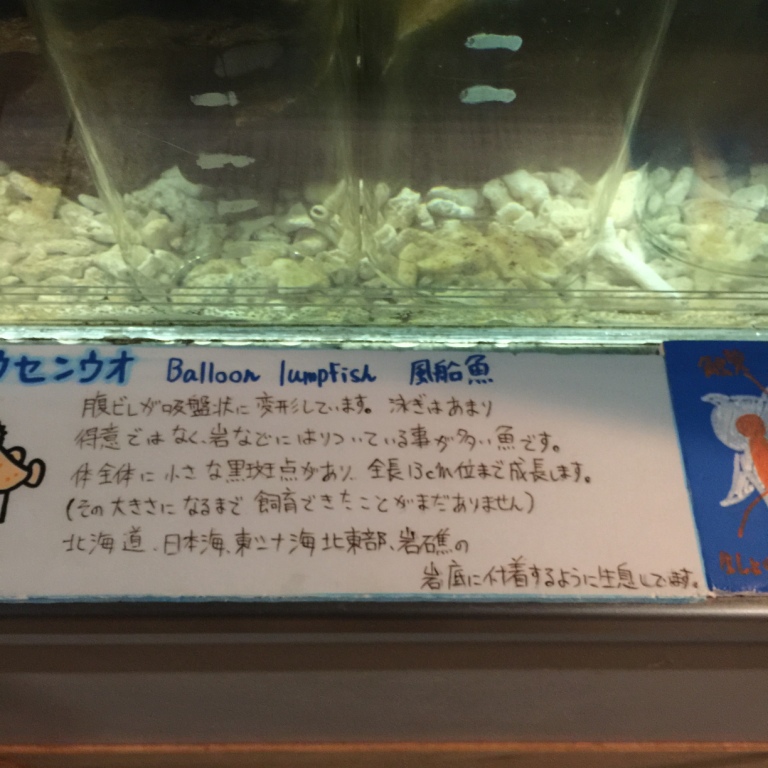 ウセンウオ Balloon lumpfish 風船魚
腹ビレが吸盤状に変形しています。泳ぎはあまり
得意ではなく、岩などにはりついている事が多い魚です。
体全体に小さな黒斑点があり、全長13cm位まで成長します。
(その大きさになるまで飼育できたことがまだありません)
北海道、日本海、東シナ海北東部、岩礁の
岩底に付着するように生息しています。